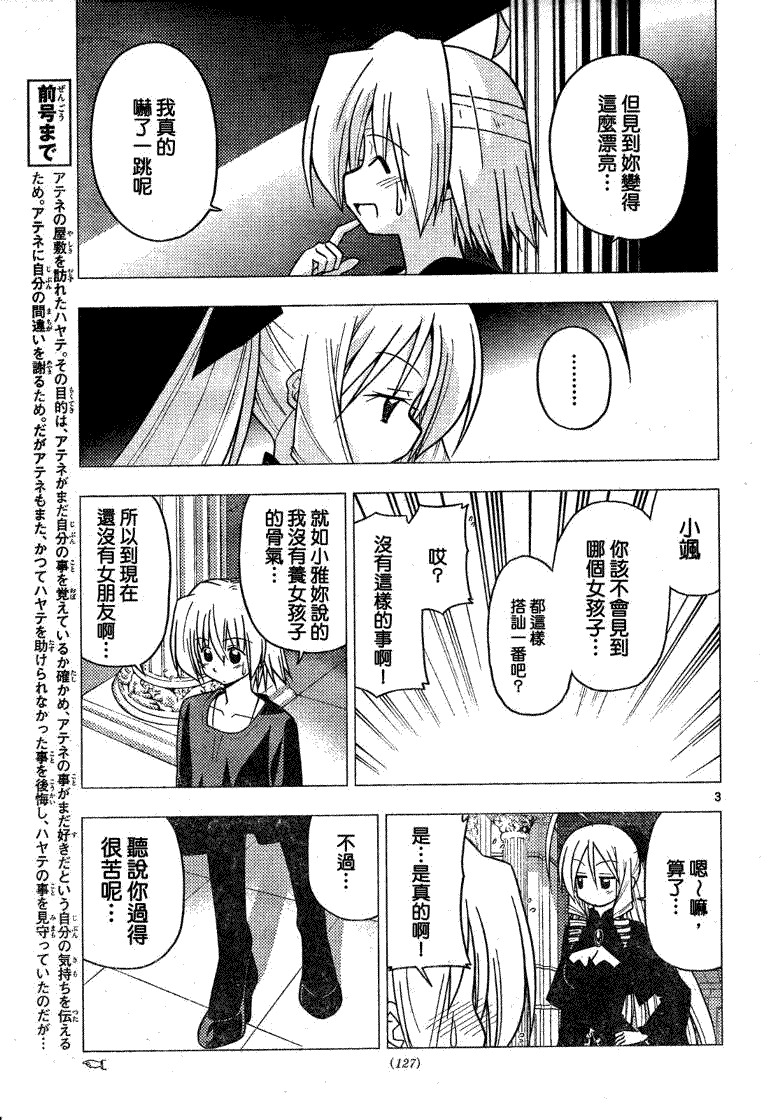 但見到妳變得
這麼漂亮…
我真的
嚇了一跳呢
………
小颯
你該不會見到
哪個女孩子…
都這樣
搭訕一番吧？
哎？
沒有這樣的事啊！
就如小雅妳說的
我沒有養女孩子
的骨氣…
所以到現在
還沒有女朋友啊…
3
嗯～嘛，
算了…
是…是真的啊！
不過…
聽說你過得
很苦呢…
前号まで
アテネの屋敷を訪れたハヤテ。その目的は、アテネがまだ自分の事を覚えているか確かめ、アテネの事がまだ好きだという自分の気持ちを伝える
ため。アテネに自分の間違いを謝るため。だがアテネもまた、かつてハヤテを助けられなかった事を後悔し、ハヤテの事を見守っていたのだが…
(127)